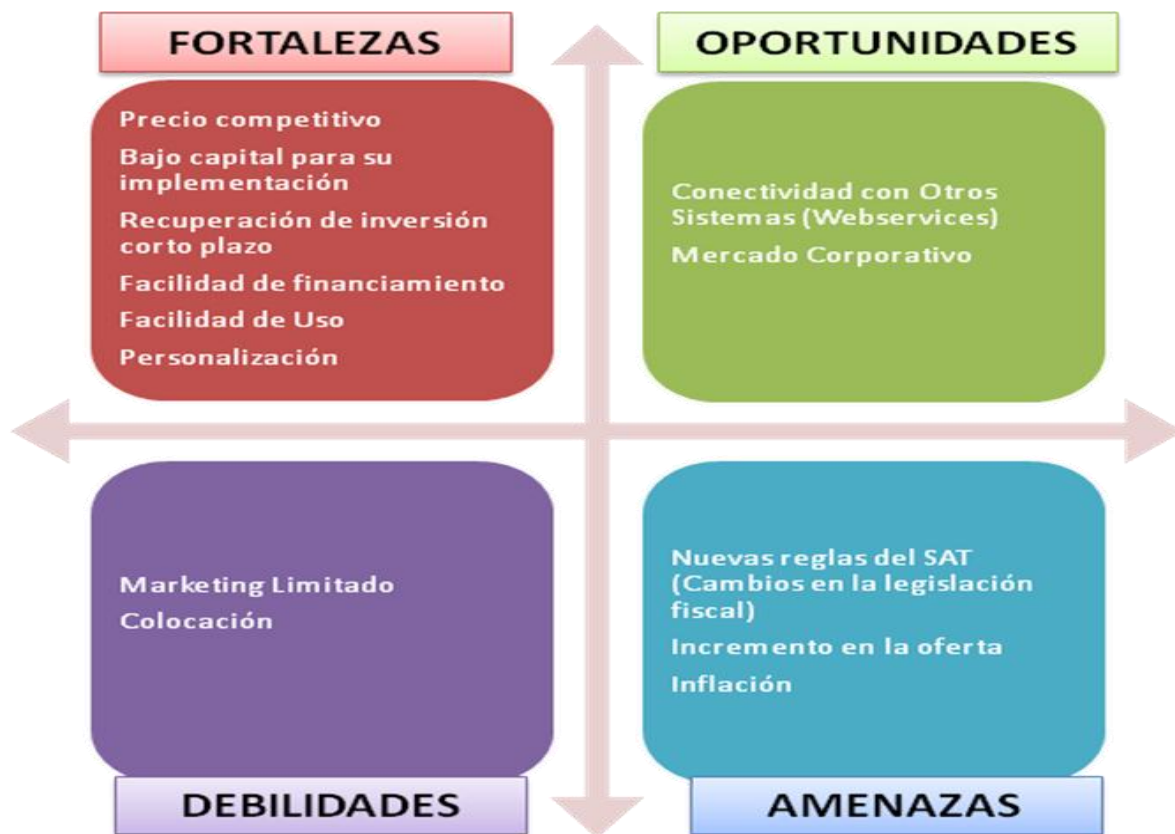 FORTALEZAS
Precio competitivo
Bajo capital para su
implementación
Recuperación de inversión
corto plazo
Facilidad de financiamiento
Facilidad de Uso
Personalización
OPORTUNIDADES
Conectividad con Otros
Sistemas (Webservices)
Mercado Corporativo
Marketing Limitado
Colocación
DEBILIDADES
Nuevas reglas del SAT
(Cambios en la legislación
fiscal)
Incremento en la oferta
Inflación
AMENAZAS